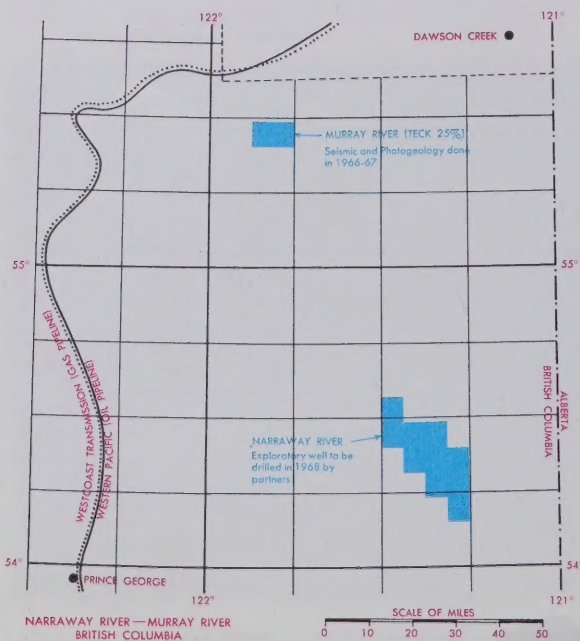 122°
121°
DAWSON CREEK
MURRAY RIVER (TECK 25%)
Seismic and Photogeology done
in 1966-67
55°
55°
WESTCOAST TRANSMISSION (GAS PIPELINE)
WESTERN PACIFIC (OIL PIPELINE)
BRITISH COLUMBIA
ALBERTA
NARRAWAY RIVER
Exploratory well to be
drilled in 1968 by
partners
54°
54°
PRINCE GEORGE
122°
121°
NARRAWAY RIVER—MURRAY RIVER
BRITISH COLUMBIA
SCALE OF MILES
0 10 20 30 40 50